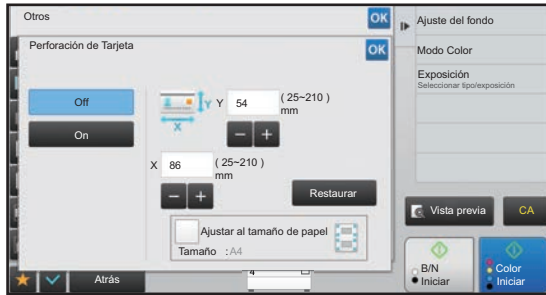 Otros
OK
Perforación de Tarjeta
OK
Off
On
Y
Y 54 ( 25~210 )
mm
X
X 86 ( 25~210 )
mm
Restaurar
Ajustar al tamaño de papel
Tamaño :A4
Atrás
Ajuste del fondo
Modo Color
Exposición
Seleccionar tipo/exposición
Vista previa
CA
B/N
Iniciar
Color
Iniciar